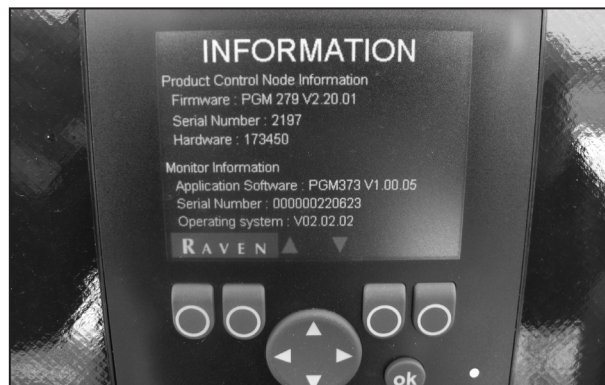 INFORMATION
Product Control Node Information
Firmware : PGM 279 V2.20.01
Serial Number : 2197
Hardware : 173450
Monitor Information
Application Software : PGM373 V1.00.05
Serial Number : 000000220623
Operating system : V02.02.02
RAVEN
ok